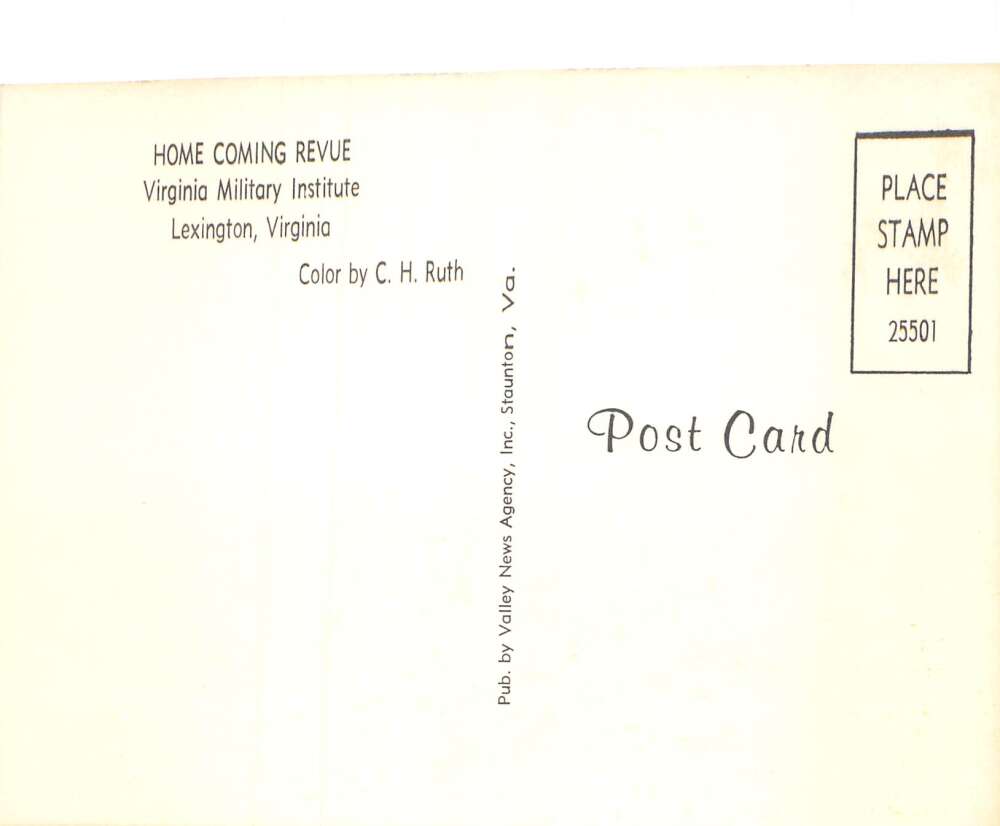 HOME COMING REVUE
Virginia Military Institute
Lexington, Virginia
Color by C. H. Ruth
Pub. by Valley News Agency, Inc., Staunton, Va.
PLACE
STAMP
HERE
25501
Post Card